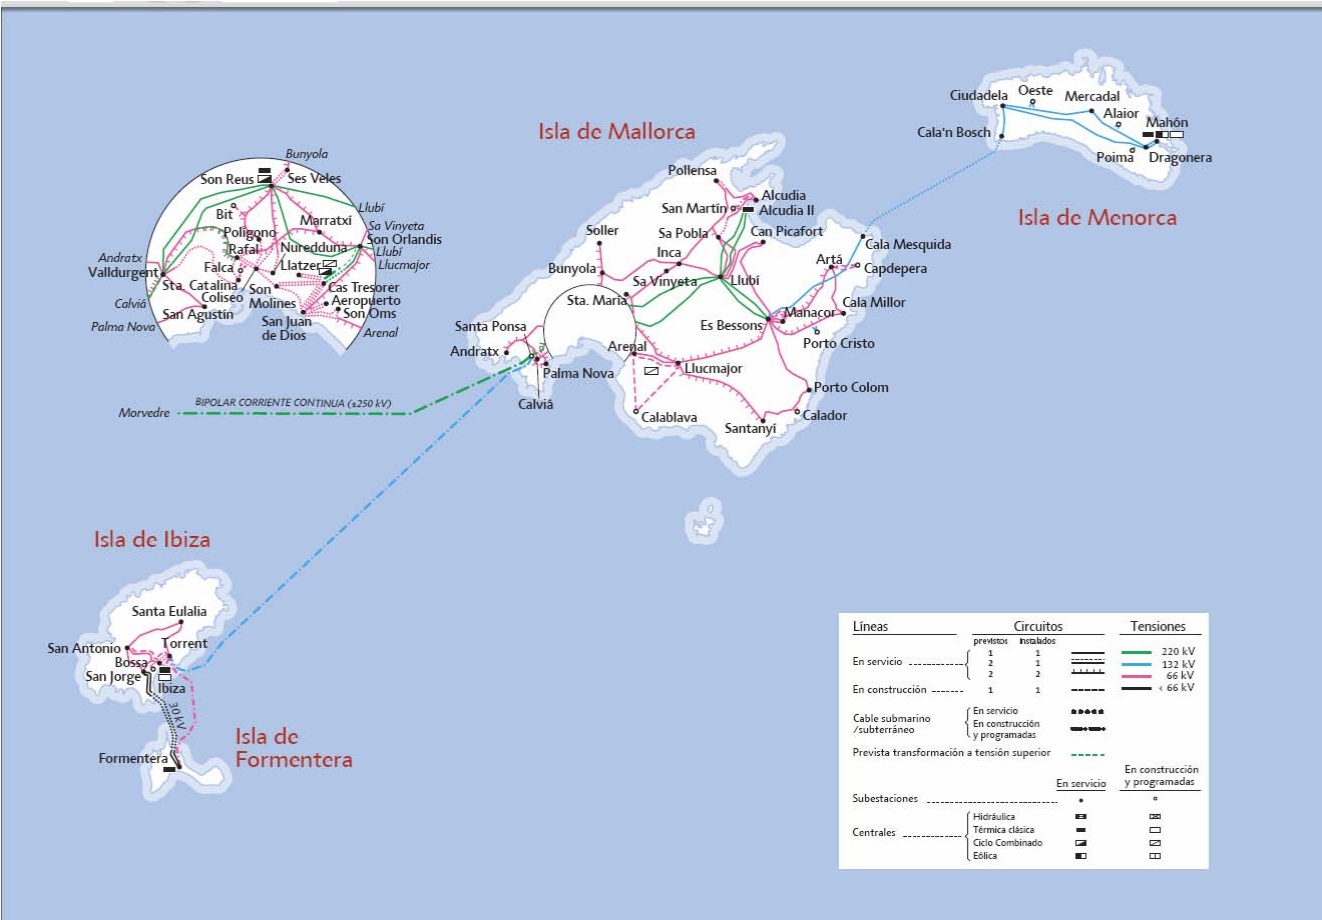 Isla de Mallorca
Isla de Menorca
Isla de Ibiza
Isla de
Formentera
Ciudadela
Oeste
Mercadal
Alaior
Mahón
Cala'n Bosch
Poima
Dragonera
Bunyola
Son Reus
Ses Veles
Llubí
Bit
Marratxí
Sa Vinyeta
Polígono
Son Orlandis
Rafal
Nuredduna
Llubí
Andratx
Valldurgent
Falca
Llatzer
Llucmajor
Sta. Catalina
Cas Tresorer
Coliseo
Son
Molines
Aeropuerto
Calviá
San Agustín
Son Oms
San Juan
de Dios
Palma Nova
Arenal
Pollensa
Alcudia
San Martín
Alcudia II
Soller
Sa Pobla
Can Picafort
Cala Mesquida
Inca
Artá
Capdepera
Bunyola
Sa Vinyeta
Llubí
Sta. María
Cala Millor
Manacor
Es Bessons
Santa Ponsa
Porto Cristo
Andratx
Arenal
Palma Nova
Llucmajor
Porto Colom
Calviá
Calablava
Calador
Santanyí
BIPOLAR CORRIENTE CONTINUA (±250 kV)
Morvedre
Santa Eulalia
San Antonio
Torrent
Bossa
San Jorge
Ibiza
30 kV
Formentera
Líneas
Circuitos
Tensiones
previstos instalados
1 1
2 1
2 2
En servicio
220 kV
132 kV
66 kV
< 66 kV
En construcción
1 1
Cable submarino
/subterráneo
En servicio
En construcción
y programadas
Prevista transformación a tensión superior
En servicio
En construcción
y programadas
Subestaciones
Centrales
Hidráulica
Térmica clásica
Ciclo Combinado
Eólica